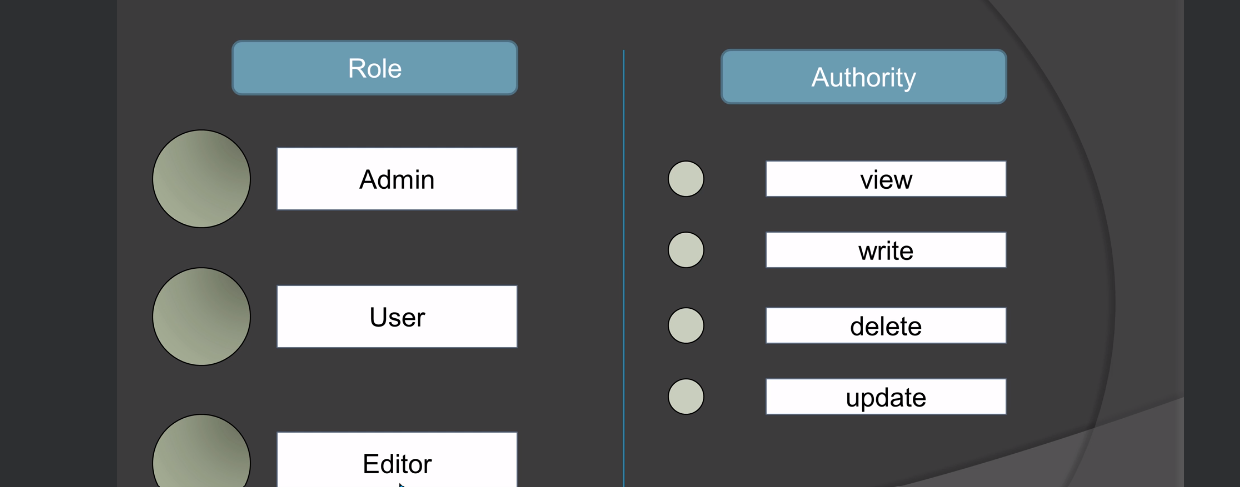 Role
Admin
User
Editor
Authority
view
write
delete
update